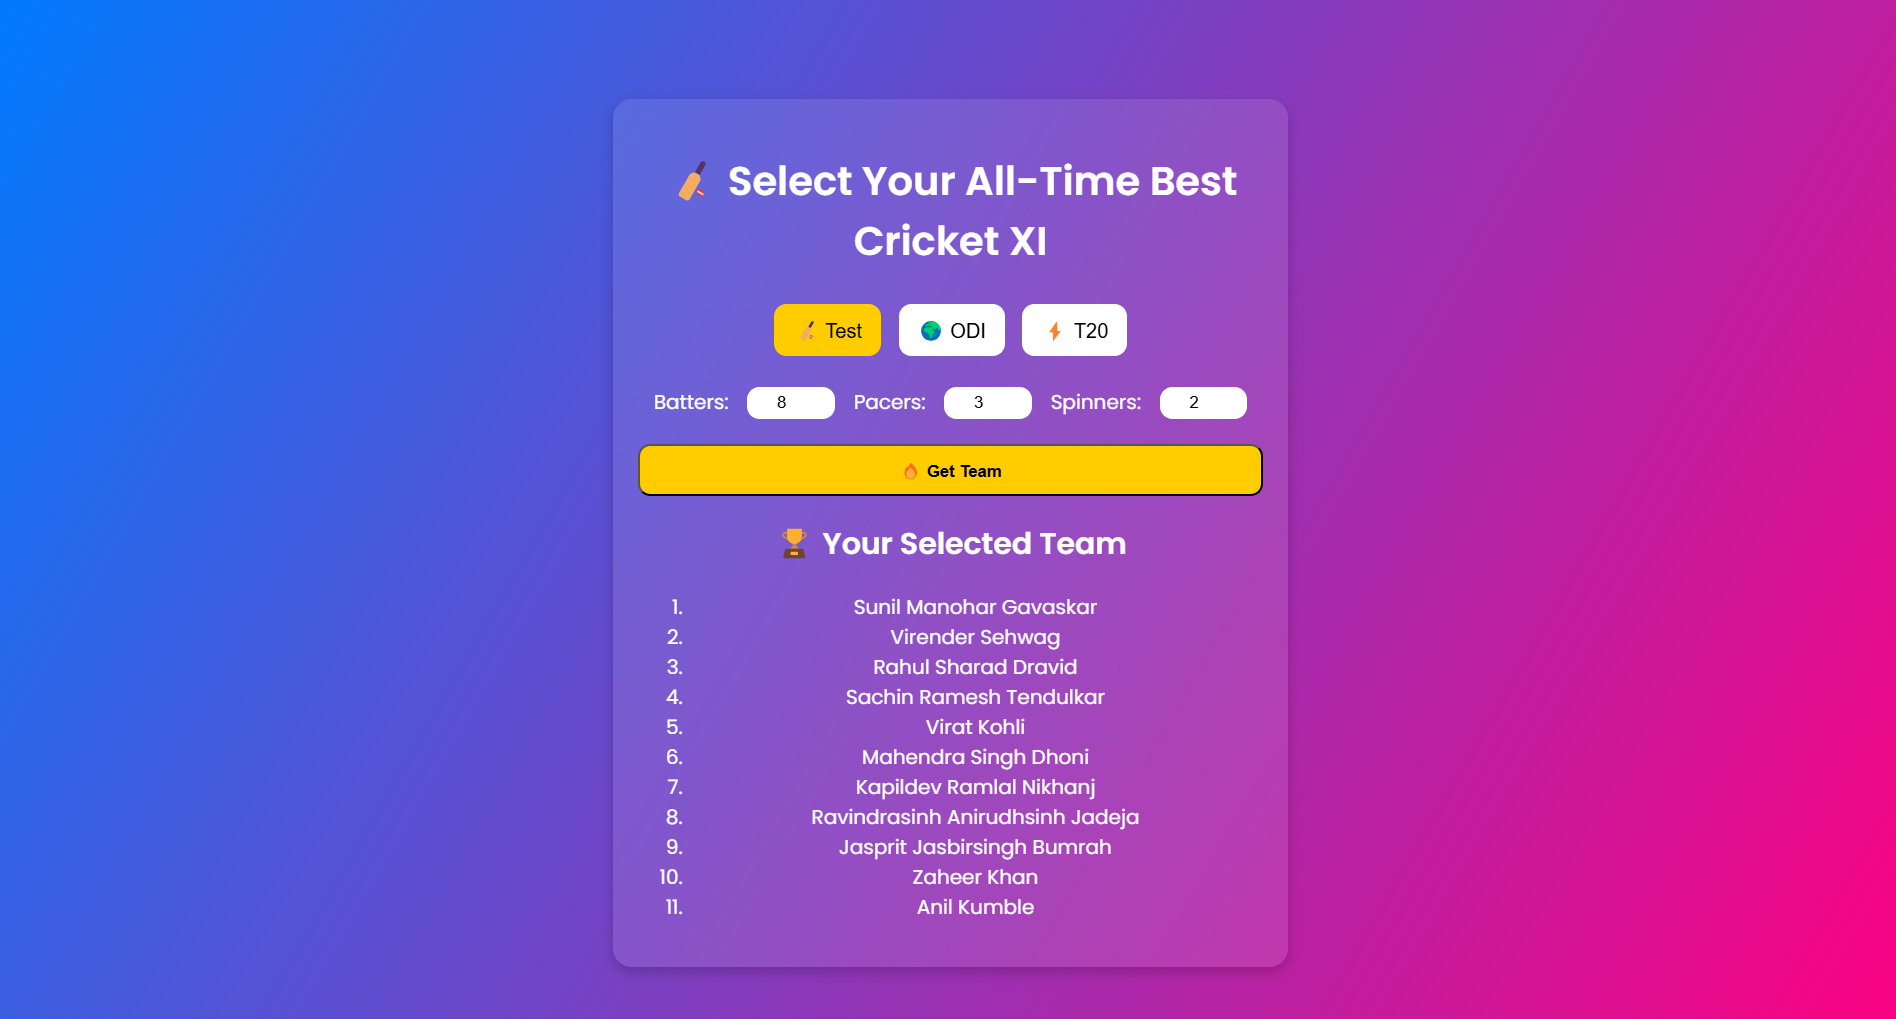 Select Your All-Time Best
Cricket XI
Test ODI T20
Batters: 8 Pacers: 3 Spinners: 2
Get Team
Your Selected Team
1. Sunil Manohar Gavaskar
2. Virender Sehwag
3. Rahul Sharad Dravid
4. Sachin Ramesh Tendulkar
5. Virat Kohli
6. Mahendra Singh Dhoni
7. Kapildev Ramlal Nikhanj
8. Ravindrasinh Anirudhsinh Jadeja
9. Jasprit Jasbirsingh Bumrah
10. Zaheer Khan
11. Anil Kumble